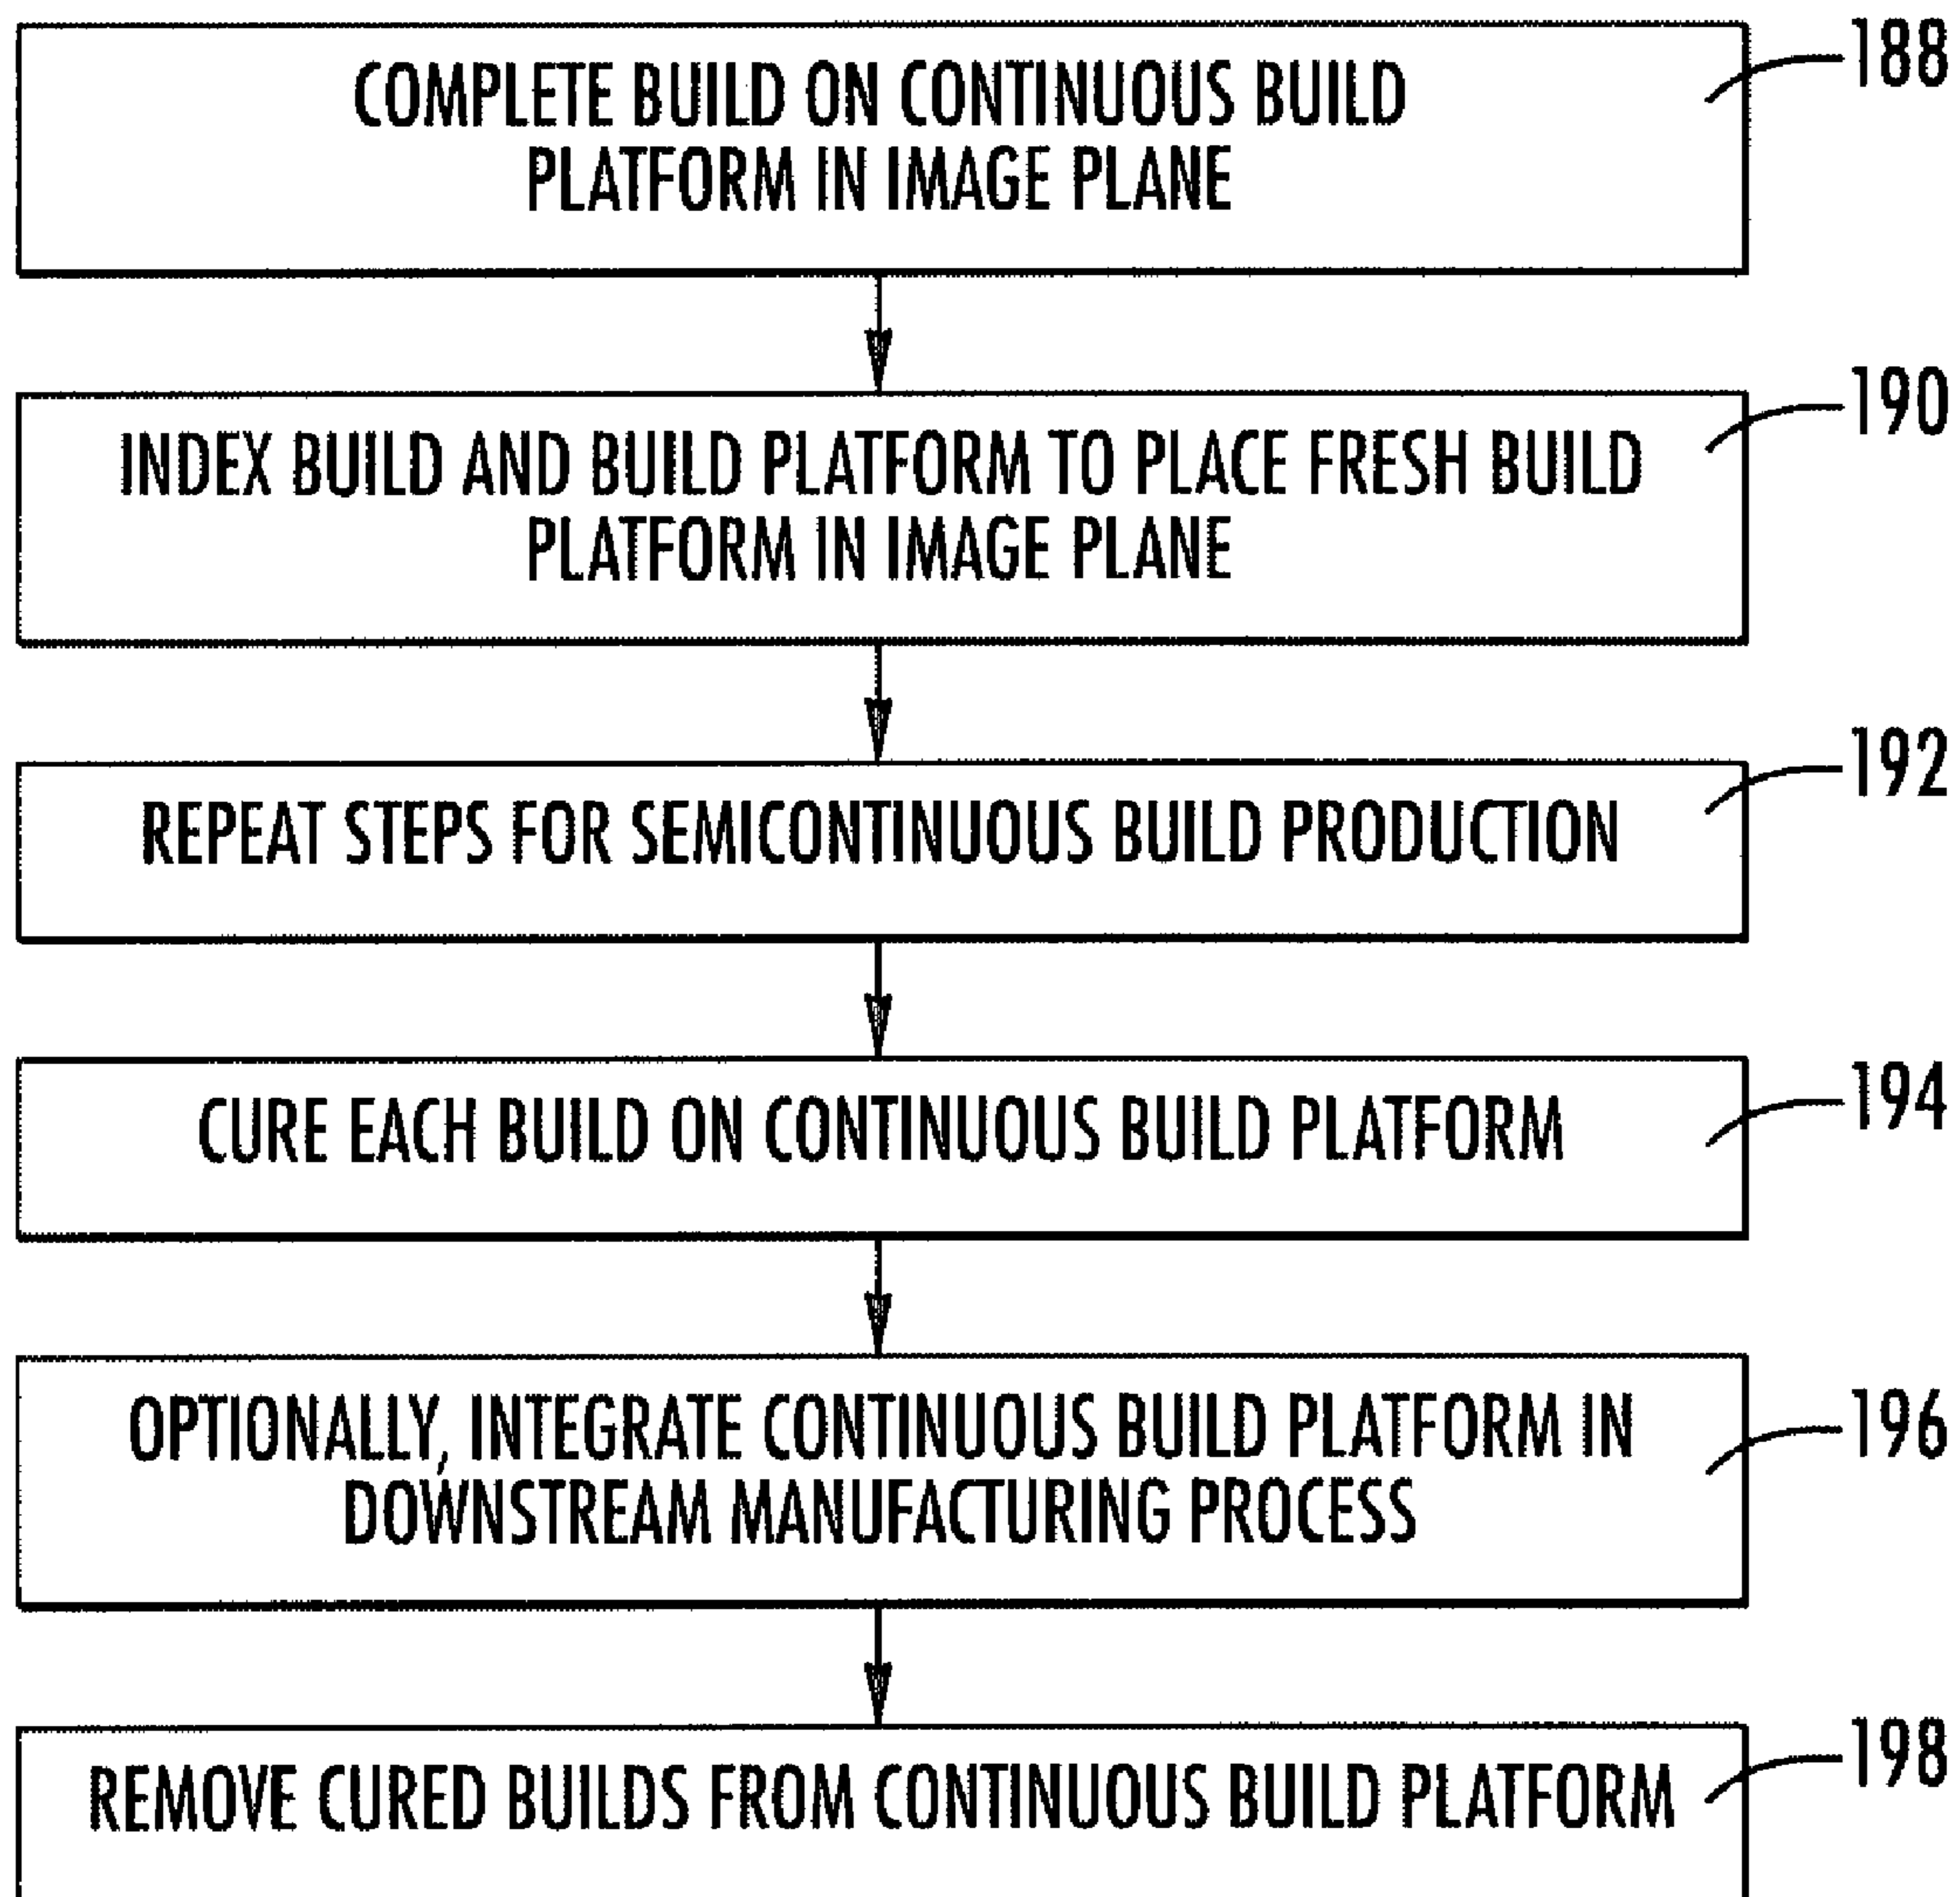 COMPLETE BUILD ON CONTINUOUS BUILD
PLATFORM IN IMAGE PLANE
188
INDEX BUILD AND BUILD PLATFORM TO PLACE FRESH BUILD
PLATFORM IN IMAGE PLANE
190
REPEAT STEPS FOR SEMICONTINUOUS BUILD PRODUCTION
192
CURE EACH BUILD ON CONTINUOUS BUILD PLATFORM
194
OPTIONALLY, INTEGRATE CONTINUOUS BUILD PLATFORM IN
DOWNSTREAM MANUFACTURING PROCESS
196
REMOVE CURED BUILDS FROM CONTINUOUS BUILD PLATFORM
198